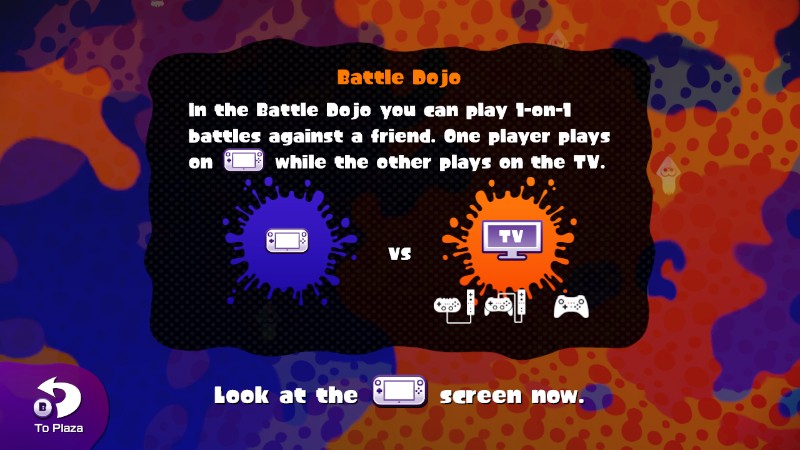 Battle Dojo
In the Battle Dojo you can play 1-on-1
battles against a friend. One player plays
on while the other plays on the TV.
vs
TV
Look at the screen now.
B
To Plaza